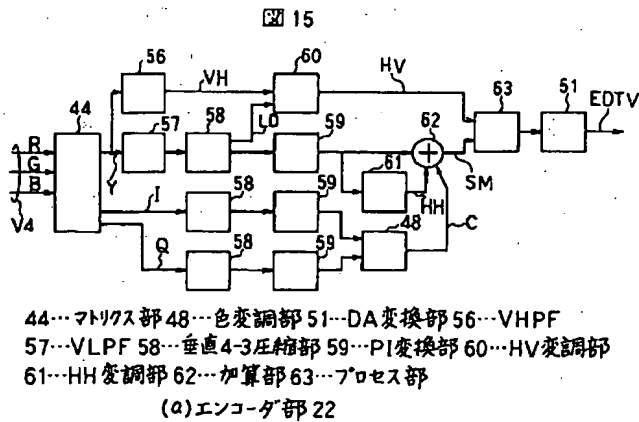 図 15
56
60
VH
HV
63
51
44
57
58
LD
59
62
EDTV
R
G
B
Y
61
SM
V4
I
58
59
HH
48
C
Q
58
59
44…マトリクス部 48…色変調部 51…DA変換部 56…VHPF
57…VLPF 58…垂直4-3圧縮部 59…PI変換部 60…HV変調部
61…HH変調部 62…加算部 63…プロセス部
(a)エンコーダ部 22